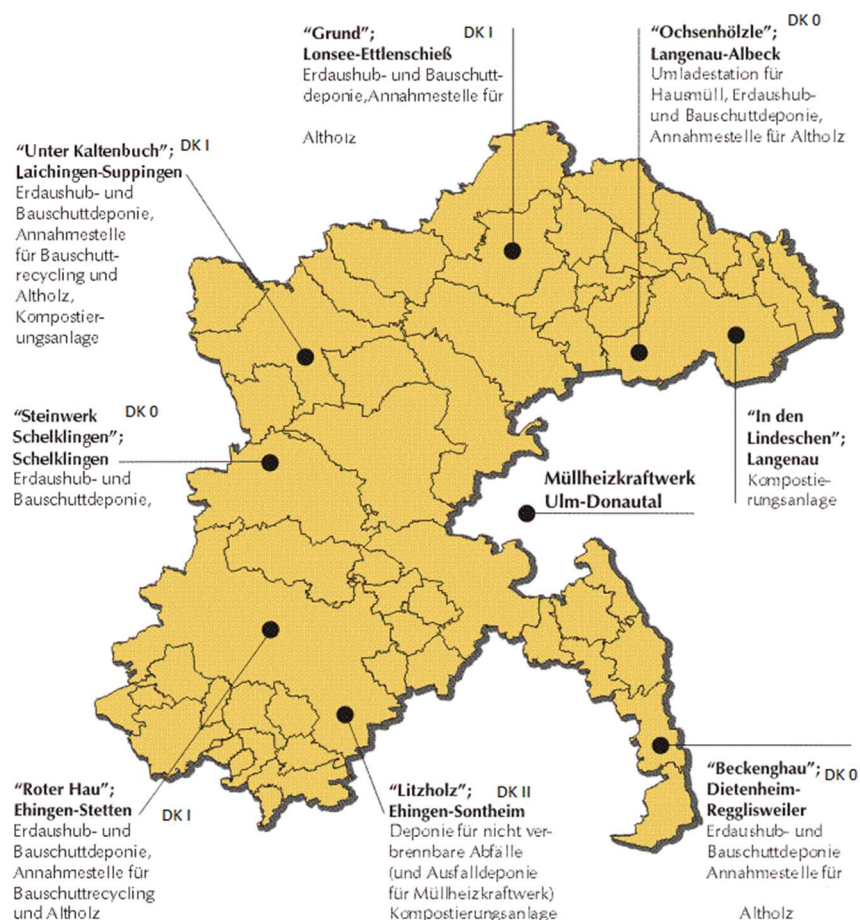 “Grund”; DK I
Lonsee-Ettlenschieß
Erdaushub- und Bauschutt-
deponie,Annahmestelle für
Altholz
“Ochsenhölzle”; DK 0
Langenau-Albeck
Umladestation für
Hausmüll, Erdaushub-
und Bauschuttdeponie,
Annahmestelle für Altholz
“Unter Kaltenbuch”; DK I
Laichingen-Suppingen
Erdaushub- und
Bauschuttdeponie,
Annahmestelle
für Bauschutt-
recycling und
Altholz,
Kompostier-
ungsanlage
“Steinwerk DK 0
Schelklingen”;
Schelklingen
Erdaushub- und
Bauschuttdeponie,
“In den
Lindeschen”;
Langenau
Kompostie-
rungsanlage
Müllheizkraftwerk
Ulm-Donautal
“Roter Hau”;
Ehingen-Stetten DK I
Erdaushub- und
Bauschuttdeponie,
Annahmestelle für
Bauschuttrecycling
und Altholz
“Litzholz”; DK II
Ehingen-Sontheim
Deponie für nicht ver-
brennbare Abfälle
(und Ausfalldeponie
für Müllheizkraftwerk)
Kompostierungsanlage
“Beckenghau”; DK 0
Dietenheim-
Regglisweiler
Erdaushub- und
Bauschuttdeponie
Annahmestelle für
Altholz